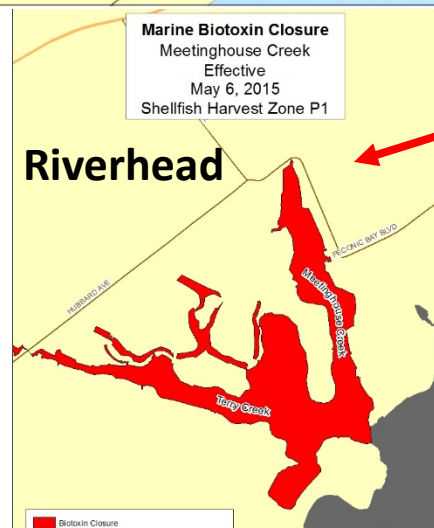 Marine Biotoxin Closure
Meetinghouse Creek
Effective
May 6, 2015
Shellfish Harvest Zone P1
Riverhead
HUBBARD AVE
PECONIC BAY BLVD
Meetinghouse Creek
Terry Creek
Biotoxin Closure